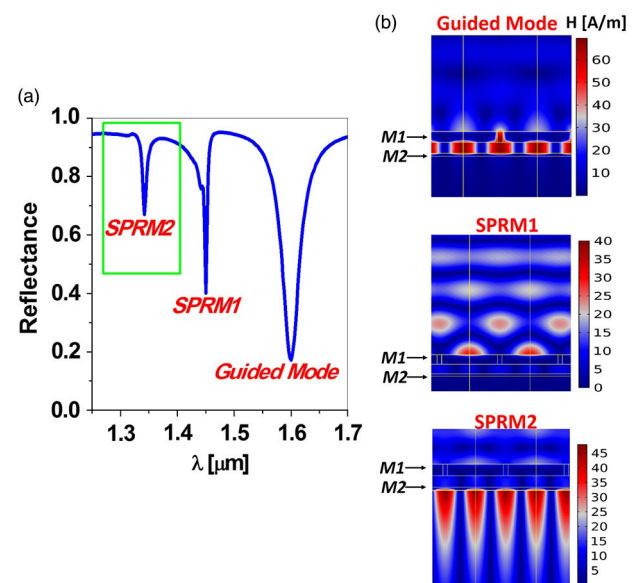 (a)
Reflectance
1.0
0.8
0.6
0.4
0.2
0.0
SPRM2
SPRM1
Guided Mode
1.3
1.4
1.5
1.6
1.7
λ [μm]
(b)
Guided Mode
H [A/m]
M1
M2
60
50
40
30
20
10
SPRM1
M1
M2
40
35
30
25
20
15
10
5
0
SPRM2
M1
M2
45
40
35
30
25
20
15
10
5